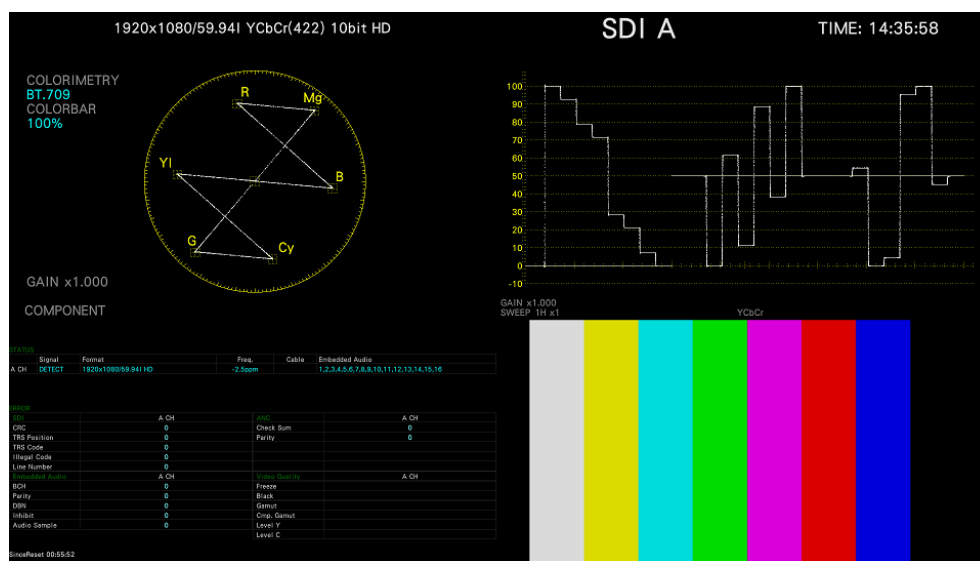 1920x1080/59.94I YCbCr(422) 10bit HD
SDI A
TIME: 14:35:58
COLORIMETRY
BT.709
COLORBAR
100%
R
Mg
Yl
B
G
Cy
GAIN x1.000
COMPONENT
100
90
80
70
60
50
40
30
20
10
0
-10
GAIN x1.000
SWEEP 1H x1
YCbCr
STATUS
Signal Format Freq. Cable Embedded Audio
A CH DETECT 1920x1080/59.94I HD -2.5ppm 1,2,3,4,5,6,7,8,9,10,11,12,13,14,15,16
ERROR
SDI A CH ANC A CH
CRC 0 Check Sum 0
TRS Position 0 Parity 0
TRS Code 0
Illegal Code 0
Line Number 0
Embedded Audio A CH Video Quality A CH
BCH 0 Freeze
Parity 0 Black
DBN 0 Gamut
Inhibit 0 Cmp. Gamut
Audio Sample 0 Level Y
Level C
SinceReset 00:55:52